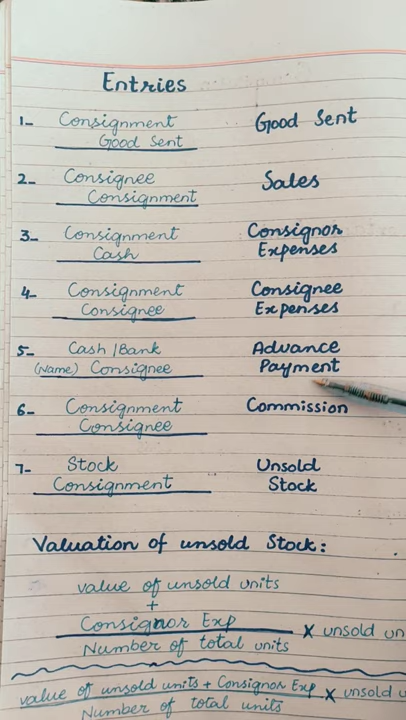 Entries
1- Consignment Good Sent
Good Sent
2- Consignee Sales
Consignment
3- Consignment Consignor
Cash Expenses
4- Consignment Consignee
Consignee Expenses
5- Cash/Bank Advance
(Name) Consignee Payment
6- Consignment Commission
Consignee
7- Stock Unsold
Consignment Stock
Valuation of unsold Stock:
value of unsold units
+
Consignor Exp × unsold un
Number of total units
value of unsold units + Consignor Exp × unsold u
Number of total units